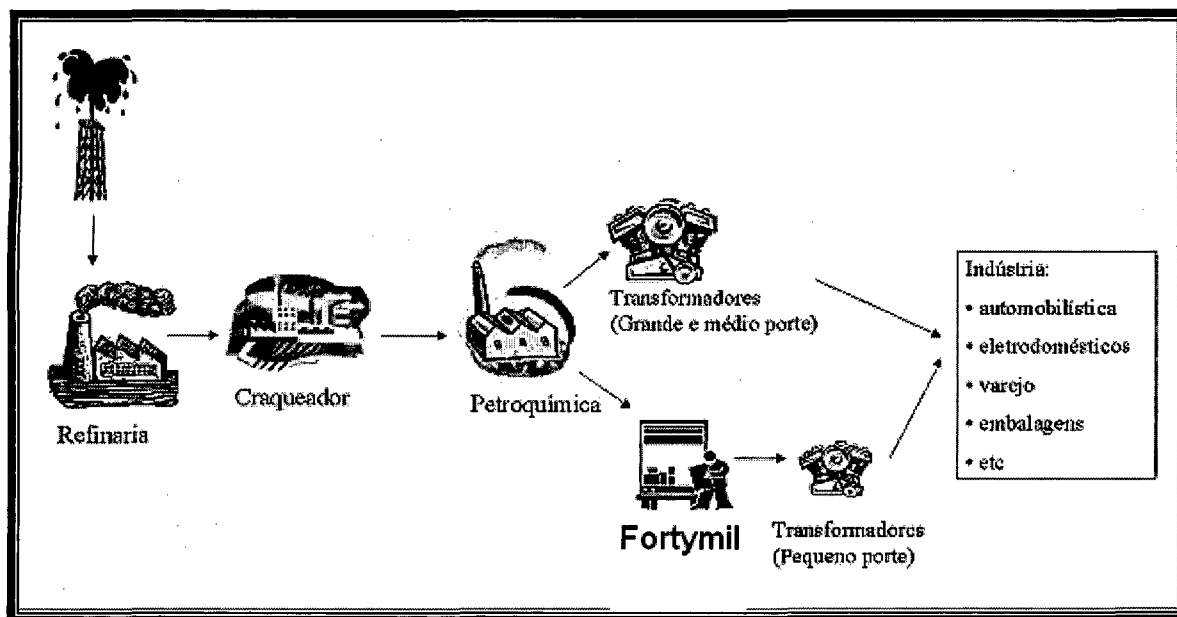 Refinaria
Craqueador
Petroquímica
Transformadores
(Grande e médio porte)
Fortymil
Transformadores
(Pequeno porte)
Indústria:
• automobilística
• eletrodomésticos
• varejo
• embalagens
• etc